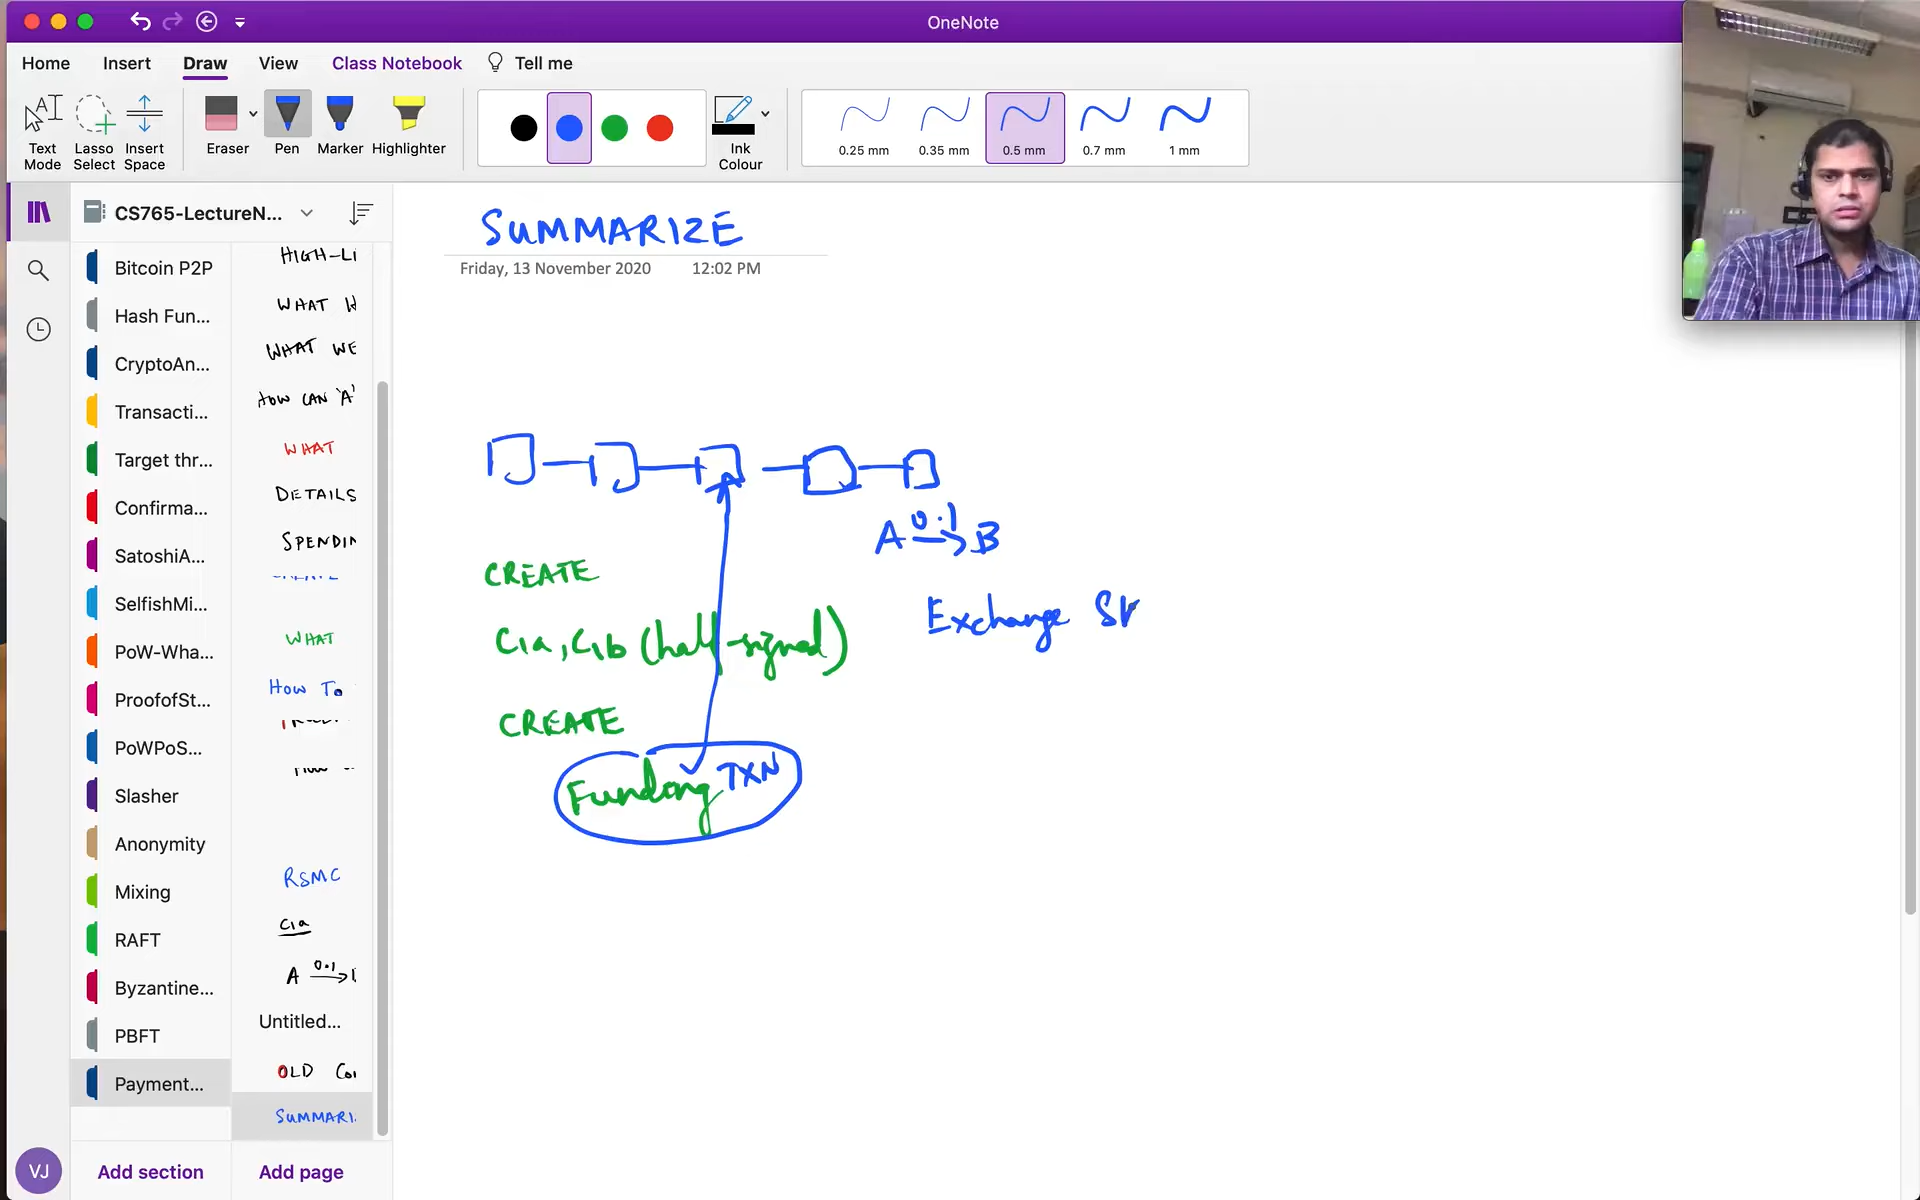 OneNote
Home Insert Draw View Class Notebook Tell me
Text Mode
Lasso Select
Insert Space
Eraser
Pen
Marker
Highlighter
Ink Colour
0.25 mm
0.35 mm
0.5 mm
0.7 mm
1 mm
CS765-LectureN...
Bitcoin P2P
Hash Fun...
CryptoAn...
Transacti...
Target thr...
Confirma...
SatoshiA...
SelfishMi...
PoW-Wha...
ProofofSt...
PoWPoS...
Slasher
Anonymity
Mixing
RAFT
Byzantine...
PBFT
Payment...
HIGH-LI
WHAT H
WHAT WE
HOW CAN 'A'
WHAT
DETAILS
SPENDIN
WHAT
HOW TO
RSMC
C1a
A 0.1
Untitled...
OLD Co
SUMMARI
VJ
Add section
Add page
SUMMARIZE
Friday, 13 November 2020 12:02 PM
A 0.1 → B
CREATE
C1a, C1b (half-signed)
Exchange
CREATE
Funding TXN